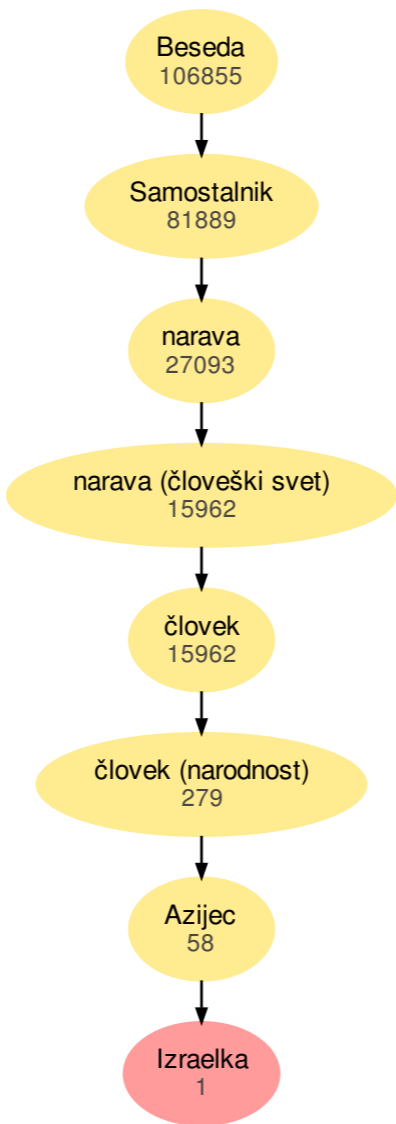 Beseda
106855
Samostalnik
81889
narava
27093
narava (človeški svet)
15962
človek
15962
človek (narodnost)
279
Azijec
58
Izraelka
1